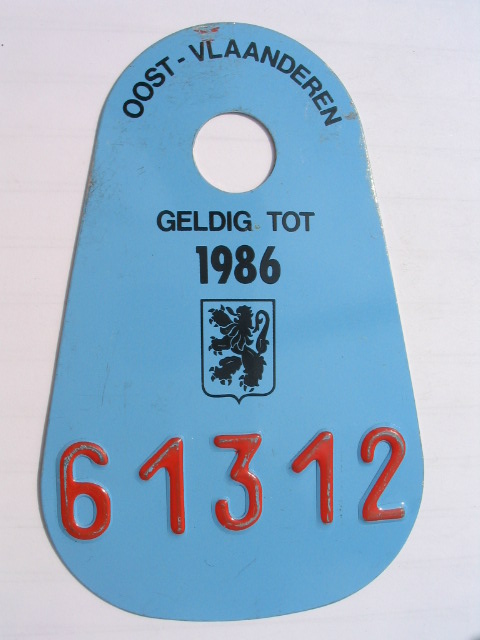 OOST-VLAANDEREN
GELDIG TOT
1986
61312